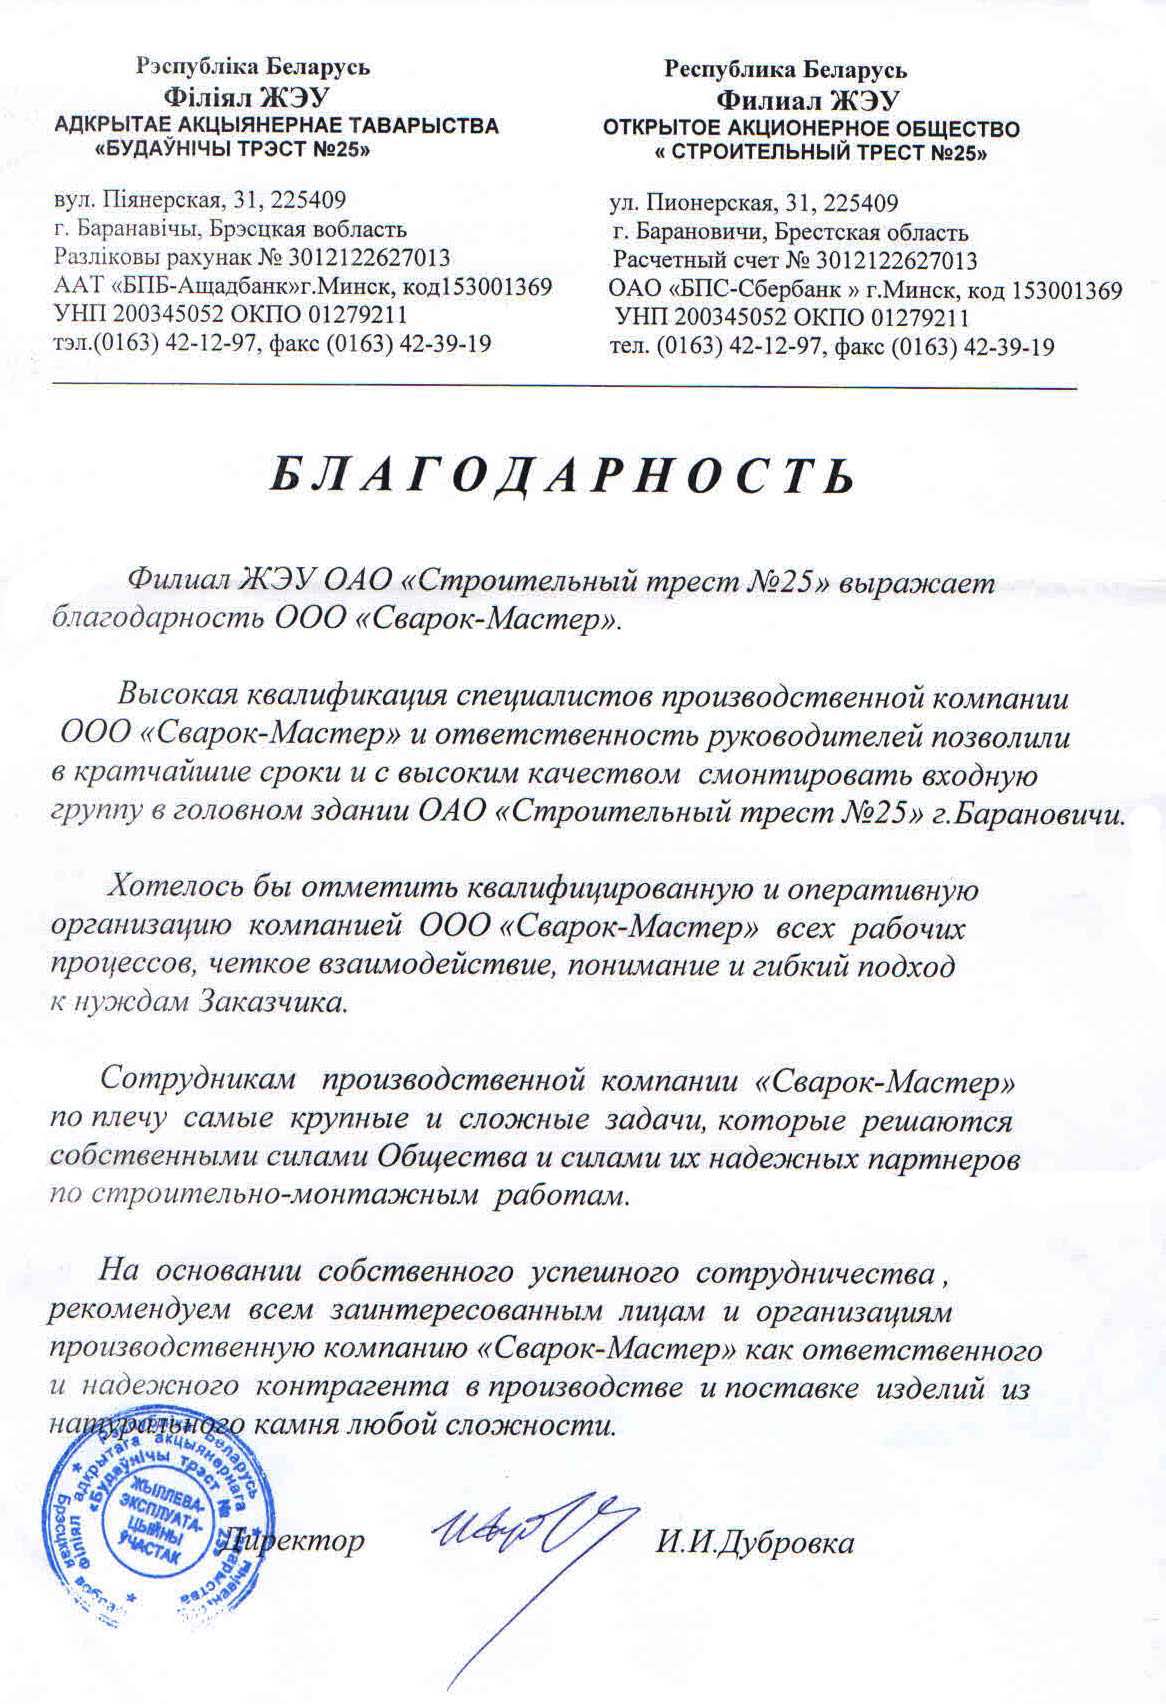 Рэспубліка Беларусь
Філіял ЖЭУ
АДКРЫТАЕ АКЦЫЯНЕРНАЕ ТАВАРЫСТВА
«БУДАЎНІЧЫ ТРЭСТ №25»
вул. Піянерская, 31, 225409
г. Баранавічы, Брэсцкая вобласть
Разліковы рахунак № 3012122627013
ААТ «БПБ-Ащадбанк»г.Минск, код153001369
УНП 200345052 ОКПО 01279211
тэл.(0163) 42-12-97, факс (0163) 42-39-19
Республика Беларусь
Филиал ЖЭУ
ОТКРЫТОЕ АКЦИОНЕРНОЕ ОБЩЕСТВО
« СТРОИТЕЛЬНЫЙ ТРЕСТ №25»
ул. Пионерская, 31, 225409
г. Барановичи, Брестская область
Расчетный счет № 3012122627013
ОАО «БПС-Сбербанк » г.Минск, код 153001369
УНП 200345052 ОКПО 01279211
тел. (0163) 42-12-97, факс (0163) 42-39-19
БЛАГОДАРНОСТЬ
Филиал ЖЭУ ОАО «Строительный трест №25» выражает
благодарность ООО «Сварок-Мастер».
Высокая квалификация специалистов производственной компании
ООО «Сварок-Мастер» и ответственность руководителей позволили
в кратчайшие сроки и с высоким качеством смонтировать входную
группу в головном здании ОАО «Строительный трест №25» г.Барановичи.
Хотелось бы отметить квалифицированную и оперативную
организацию компанией ООО «Сварок-Мастер» всех рабочих
процессов, четкое взаимодействие, понимание и гибкий подход
к нуждам Заказчика.
Сотрудникам производственной компании «Сварок-Мастер»
по плечу самые крупные и сложные задачи, которые решаются
собственными силами Общества и силами их надежных партнеров
по строительно-монтажным работам.
На основании собственного успешного сотрудничества ,
рекомендуем всем заинтересованным лицам и организациям
производственную компанию «Сварок-Мастер» как ответственного
и надежного контрагента в производстве и поставке изделий из
натурального камня любой сложности.
Рэспубліка Беларусь
Філіял адкрытага акцыянернага таварыства
«Будаўнічы трэст № 25»
ЖЫЛЛЕВА-
ЭКСПЛУАТА-
ЦЫЙНЫ
ЎЧАСТАК
Директор И.И.Дубровка